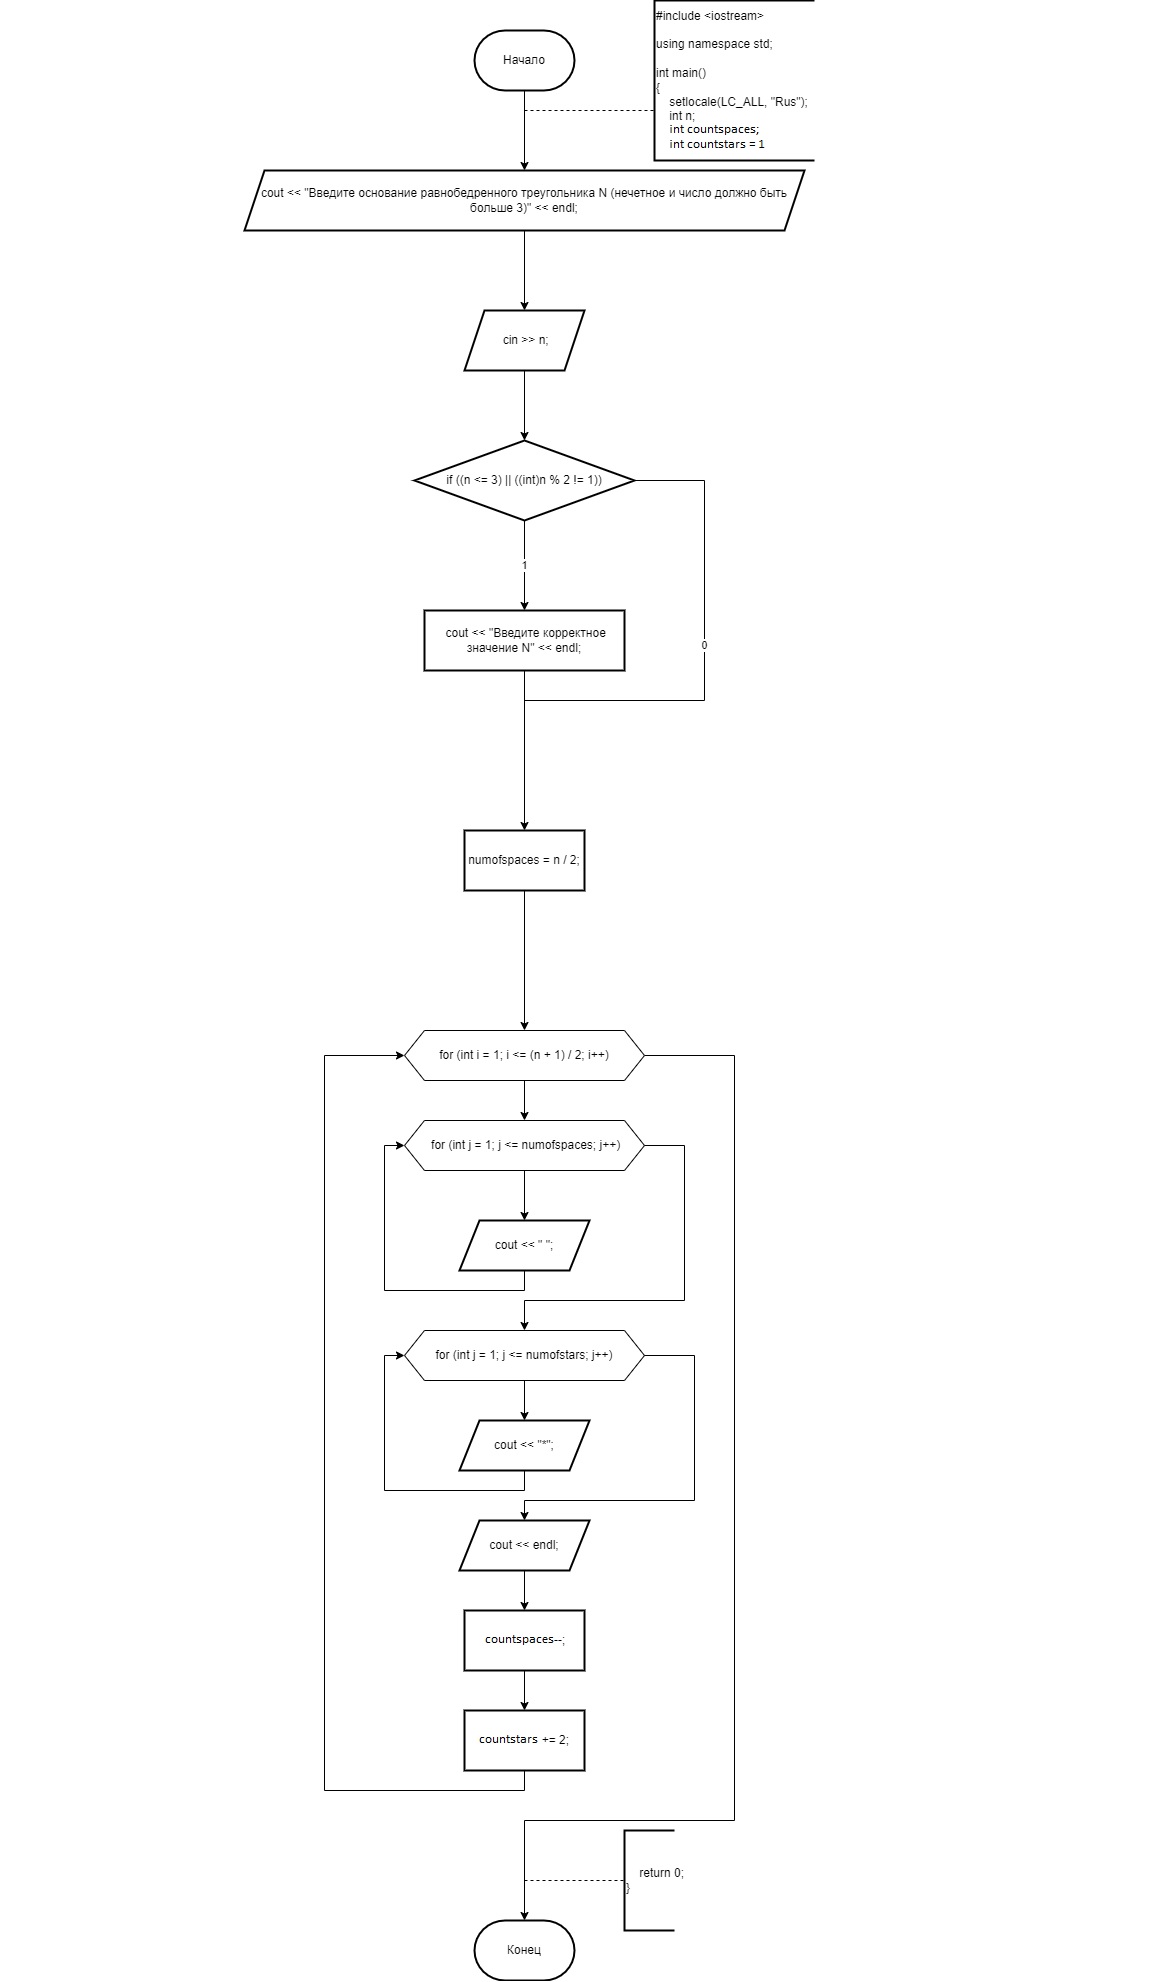 Начало
#include <iostream>
using namespace std;
int main()
{
setlocale(LC_ALL, "Rus");
int n;
int countspaces;
int countstars = 1
cout << "Введите основание равнобедренного треугольника N (нечетное и число должно быть
больше 3)" << endl;
cin >> n;
if ((n <= 3) || ((int)n % 2 != 1))
1
cout << "Введите корректное
значение N" << endl;
0
numofspaces = n / 2;
for (int i = 1; i <= (n + 1) / 2; i++)
for (int j = 1; j <= numofspaces; j++)
cout << " ";
for (int j = 1; j <= numofstars; j++)
cout << "*";
cout << endl;
countspaces--;
countstars += 2;
return 0;
}
Конец